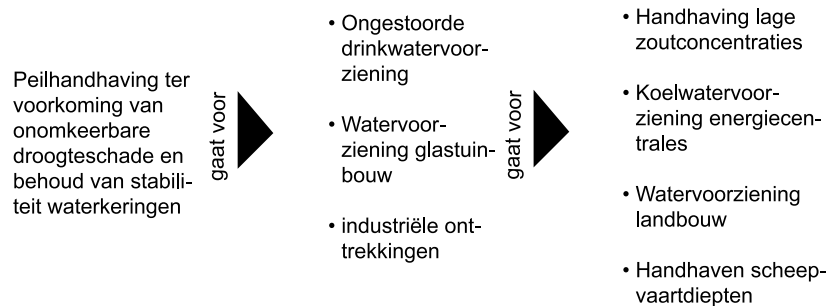 Peilhandhaving ter
voorkoming van
onomkeerbare
droogteschade en
behoud van stabili-
teit waterkeringen
gaat voor
• Ongestoorde
drinkwatervoor-
ziening
• Watervoor-
ziening glastuin-
bouw
• industriële ont-
trekkingen
gaat voor
• Handhaving lage
zoutconcentraties
• Koelwatervoor-
ziening energiecen-
trales
• Watervoorziening
landbouw
• Handhaven scheep-
vaartdiepten